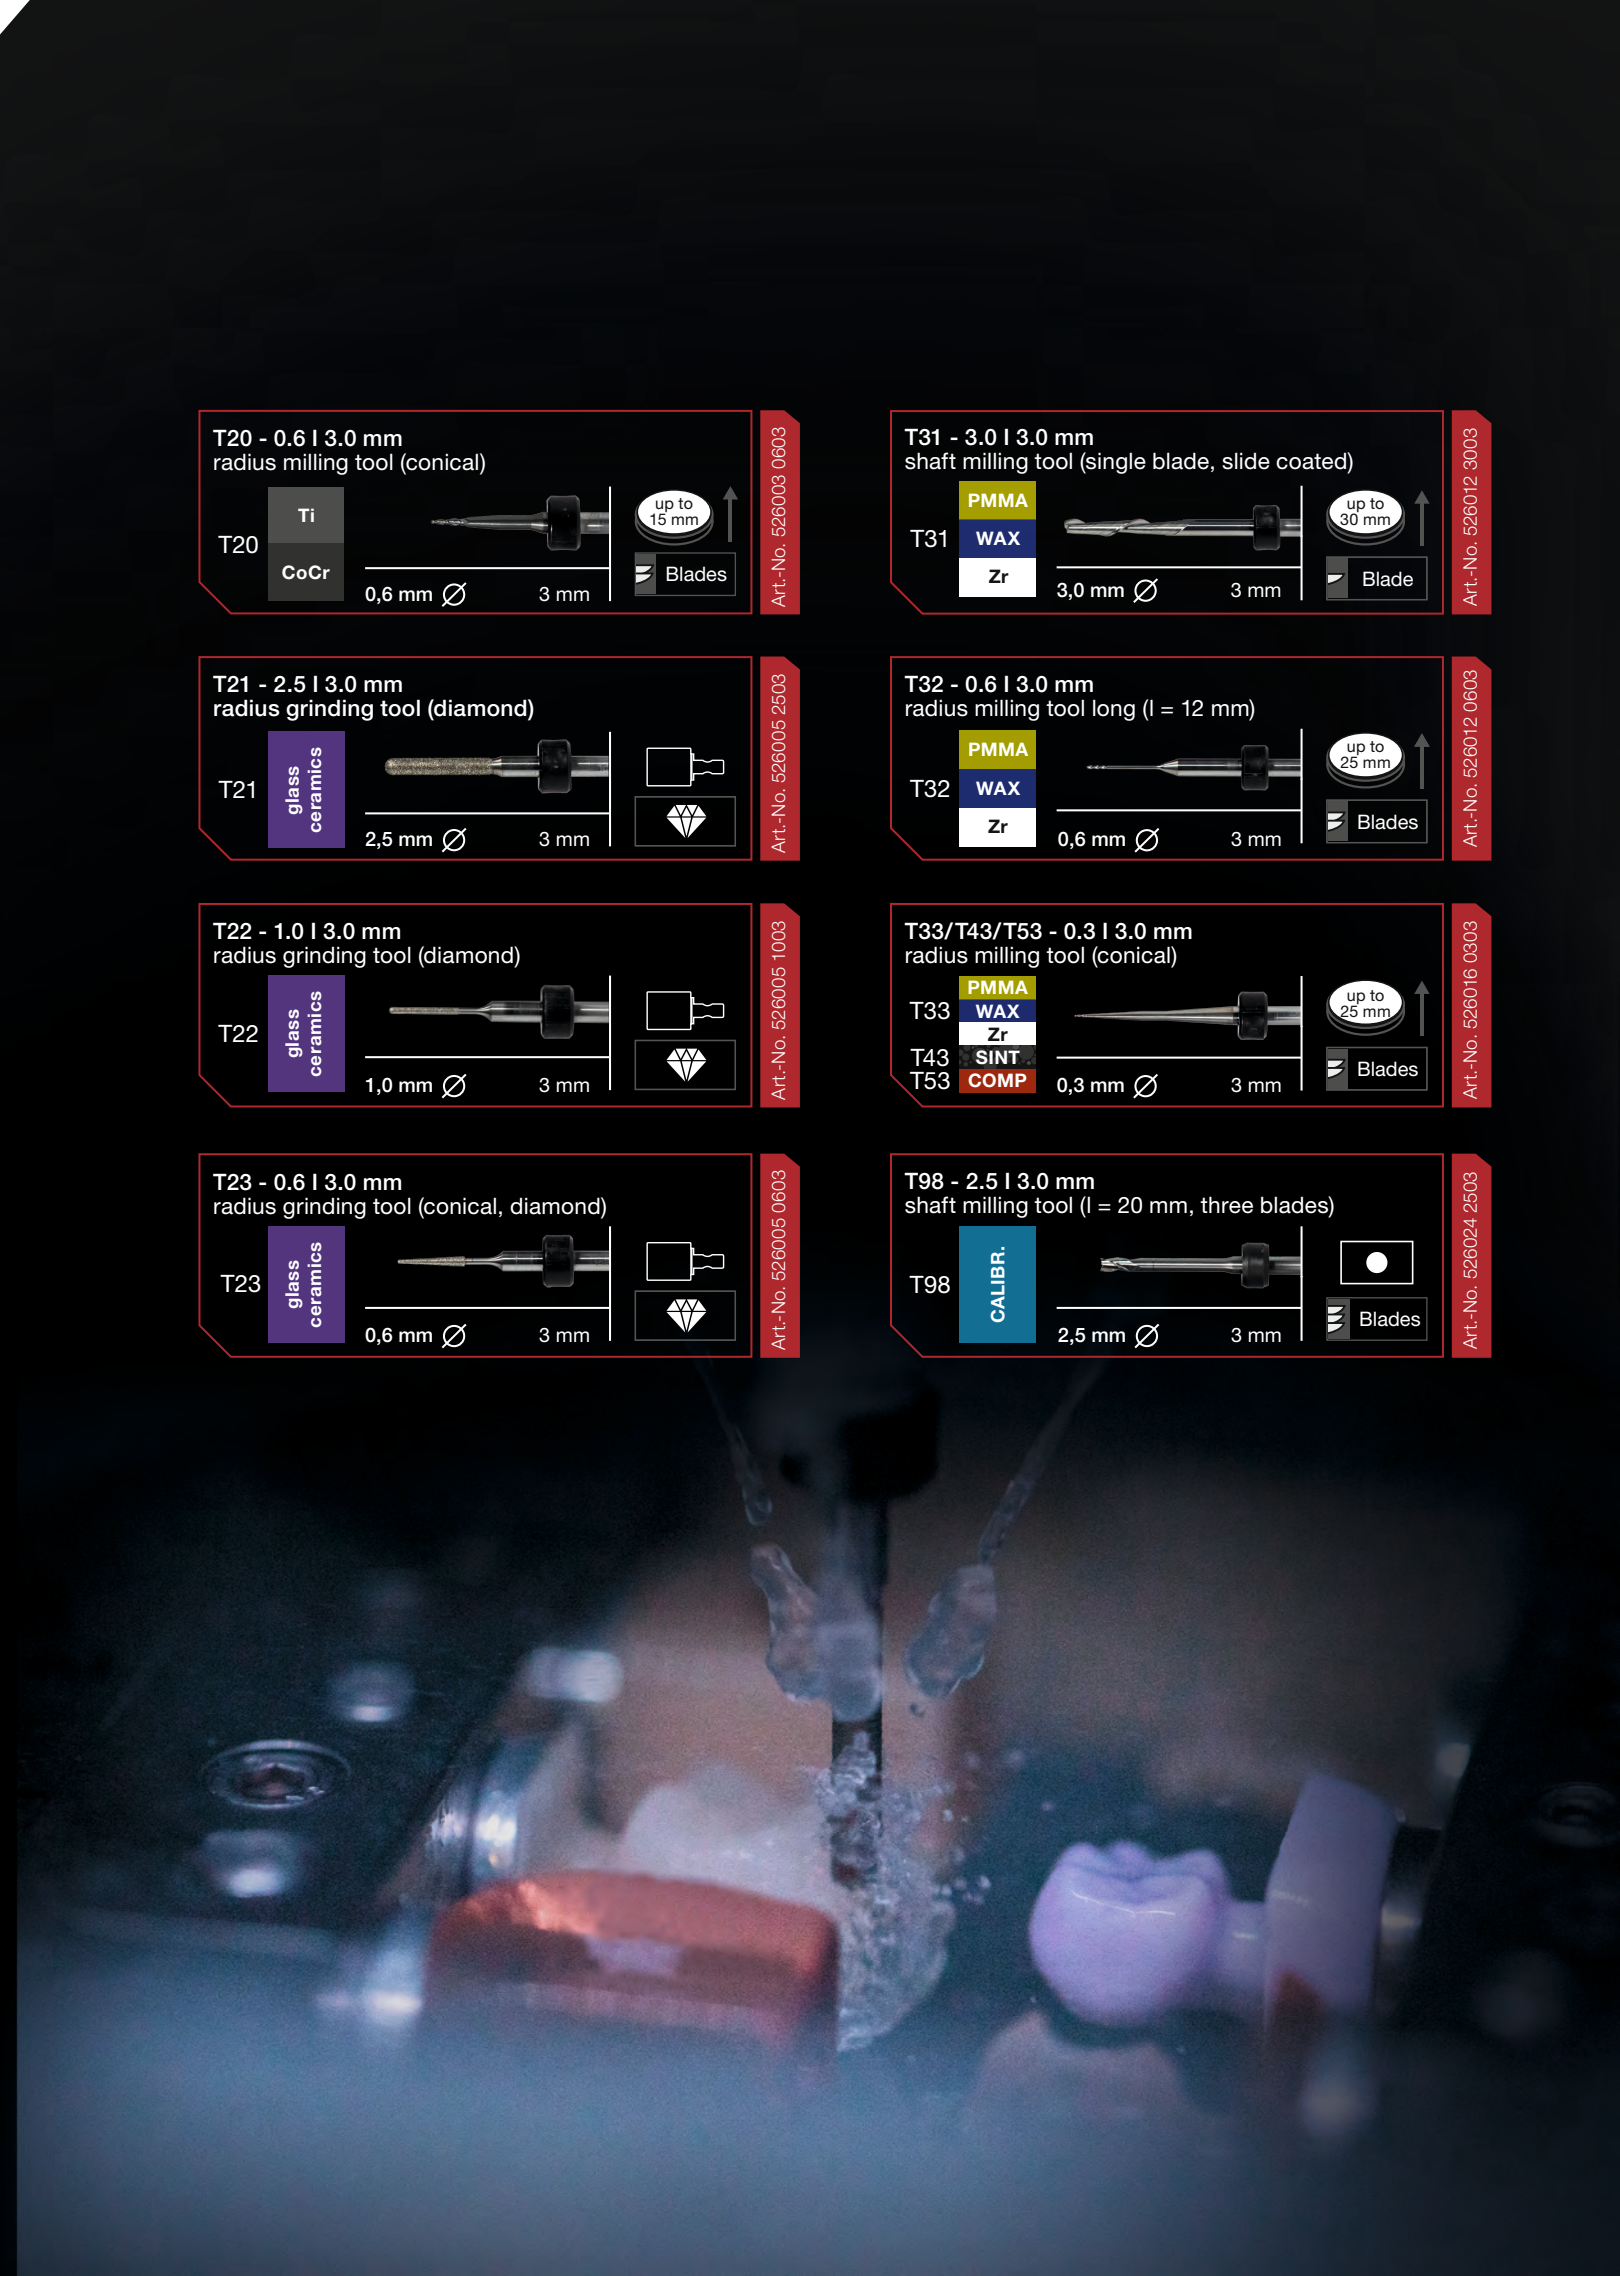 T20 - 0.6 I 3.0 mm
radius milling tool (conical)
T20
Ti
CoCr
0,6 mm
3 mm
up to
15 mm
Blades
Art.-No. 526003 0603
T21 - 2.5 I 3.0 mm
radius grinding tool (diamond)
T21
glass
ceramics
2,5 mm
3 mm
Art.-No. 526005 2503
T22 - 1.0 I 3.0 mm
radius grinding tool (diamond)
T22
glass
ceramics
1,0 mm
3 mm
Art.-No. 526005 1003
T23 - 0.6 I 3.0 mm
radius grinding tool (conical, diamond)
T23
glass
ceramics
0,6 mm
3 mm
Art.-No. 526005 0603
T31 - 3.0 I 3.0 mm
shaft milling tool (single blade, slide coated)
T31
PMMA
WAX
Zr
3,0 mm
3 mm
up to
30 mm
Blade
Art.-No. 526012 3003
T32 - 0.6 I 3.0 mm
radius milling tool long (l = 12 mm)
T32
PMMA
WAX
Zr
0,6 mm
3 mm
up to
25 mm
Blades
Art.-No. 526012 0603
T33/T43/T53 - 0.3 I 3.0 mm
radius milling tool (conical)
T33
PMMA
WAX
Zr
T43
SINT
T53
COMP
0,3 mm
3 mm
up to
25 mm
Blades
Art.-No. 526016 0303
T98 - 2.5 I 3.0 mm
shaft milling tool (l = 20 mm, three blades)
T98
CALIBR.
2,5 mm
3 mm
Blades
Art.-No. 526024 2503